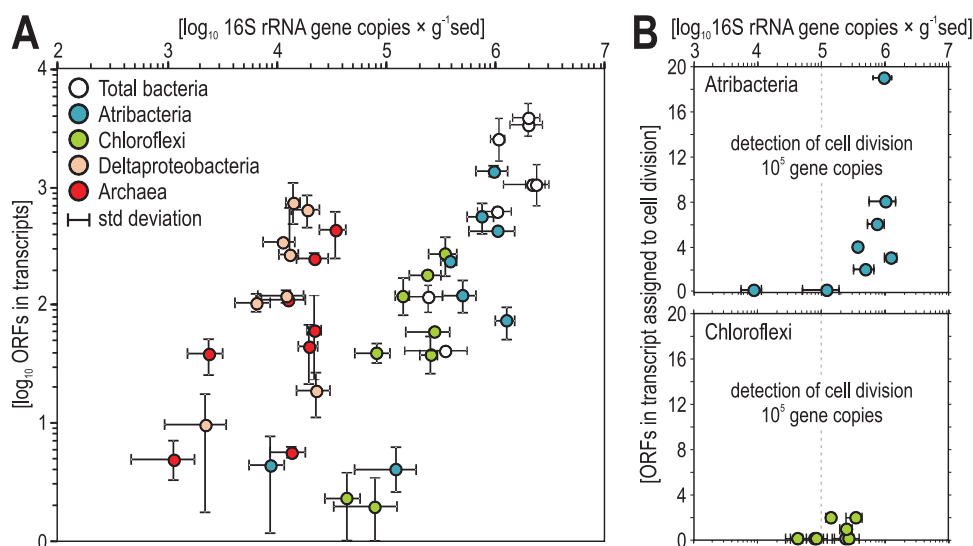 A
[log₁₀ 16S rRNA gene copies × g⁻¹sed]
2 3 4 5 6 7
[log₁₀ ORFs in transcripts]
4
3
2
1
0
Total bacteria
Atribacteria
Chloroflexi
Deltaproteobacteria
Archaea
std deviation
B
[log₁₀16S rRNA gene copies × g⁻¹sed]
3 4 5 6 7
[ORFs in transcript assigned to cell division]
20
16
12
8
4
0
Atribacteria
detection of cell division
10⁵ gene copies
20
16
12
8
4
0
Chloroflexi
detection of cell division
10⁵ gene copies